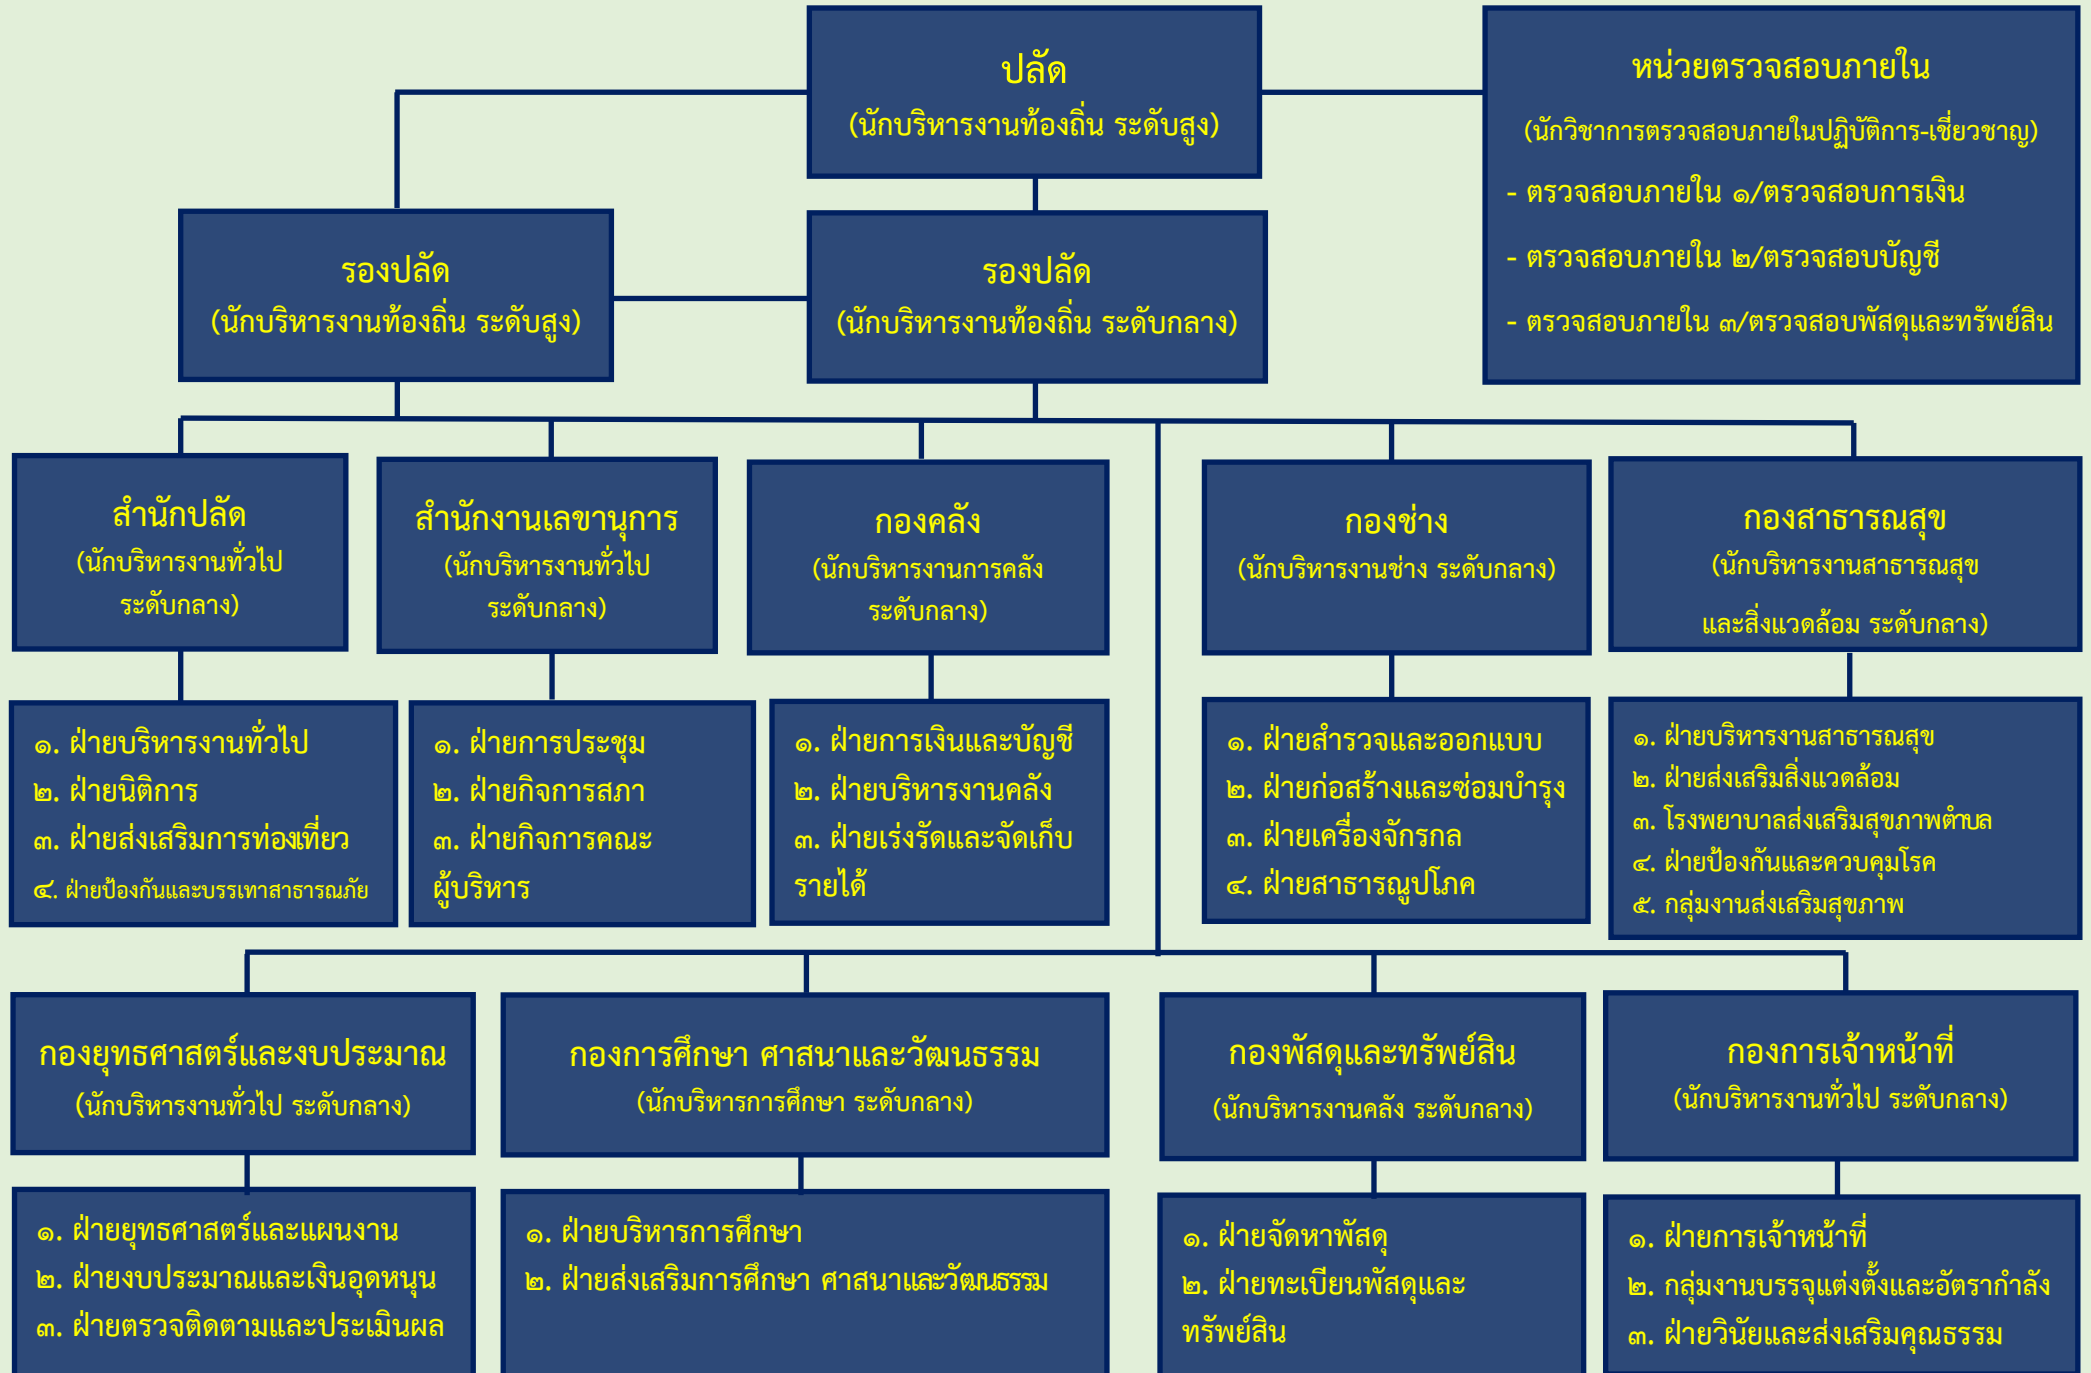 ปลัด
(นักบริหารงานท้องถิ่น ระดับสูง)
หน่วยตรวจสอบภายใน
(นักวิชาการตรวจสอบภายในปฏิบัติการ-เชี่ยวชาญ)
- ตรวจสอบภายใน ๑/ตรวจสอบการเงิน
- ตรวจสอบภายใน ๒/ตรวจสอบบัญชี
- ตรวจสอบภายใน ๓/ตรวจสอบพัสดุและทรัพย์สิน
รองปลัด
(นักบริหารงานท้องถิ่น ระดับสูง)
รองปลัด
(นักบริหารงานท้องถิ่น ระดับกลาง)
สำนักปลัด
(นักบริหารงานทั่วไป
ระดับกลาง)
สำนักงานเลขานุการ
(นักบริหารงานทั่วไป
ระดับกลาง)
กองคลัง
(นักบริหารงานการคลัง
ระดับกลาง)
กองช่าง
(นักบริหารงานช่าง ระดับกลาง)
กองสาธารณสุข
(นักบริหารงานสาธารณสุข
และสิ่งแวดล้อม ระดับกลาง)
๑. ฝ่ายบริหารงานทั่วไป
๒. ฝ่ายนิติการ
๓. ฝ่ายส่งเสริมการท่องเที่ยว
๔. ฝ่ายป้องกันและบรรเทาสาธารณภัย
๑. ฝ่ายการประชุม
๒. ฝ่ายกิจการสภา
๓. ฝ่ายกิจการคณะ
ผู้บริหาร
๑. ฝ่ายการเงินและบัญชี
๒. ฝ่ายบริหารงานคลัง
๓. ฝ่ายเร่งรัดและจัดเก็บ
รายได้
๑. ฝ่ายสำรวจและออกแบบ
๒. ฝ่ายก่อสร้างและซ่อมบำรุง
๓. ฝ่ายเครื่องจักรกล
๔. ฝ่ายสาธารณูปโภค
๑. ฝ่ายบริหารงานสาธารณสุข
๒. ฝ่ายส่งเสริมสิ่งแวดล้อม
๓. โรงพยาบาลส่งเสริมสุขภาพตำบล
๔. ฝ่ายป้องกันและควบคุมโรค
๕. กลุ่มงานส่งเสริมสุขภาพ
กองยุทธศาสตร์และงบประมาณ
(นักบริหารงานทั่วไป ระดับกลาง)
กองการศึกษา ศาสนาและวัฒนธรรม
(นักบริหารการศึกษา ระดับกลาง)
กองพัสดุและทรัพย์สิน
(นักบริหารงานคลัง ระดับกลาง)
กองการเจ้าหน้าที่
(นักบริหารงานทั่วไป ระดับกลาง)
๑. ฝ่ายยุทธศาสตร์และแผนงาน
๒. ฝ่ายงบประมาณและเงินอุดหนุน
๓. ฝ่ายตรวจติดตามและประเมินผล
๑. ฝ่ายบริหารการศึกษา
๒. ฝ่ายส่งเสริมการศึกษา ศาสนาและวัฒนธรรม
๑. ฝ่ายจัดหาพัสดุ
๒. ฝ่ายทะเบียนพัสดุและ
ทรัพย์สิน
๑. ฝ่ายการเจ้าหน้าที่
๒. กลุ่มงานบรรจุแต่งตั้งและอัตรากำลัง
๓. ฝ่ายวินัยและส่งเสริมคุณธรรม